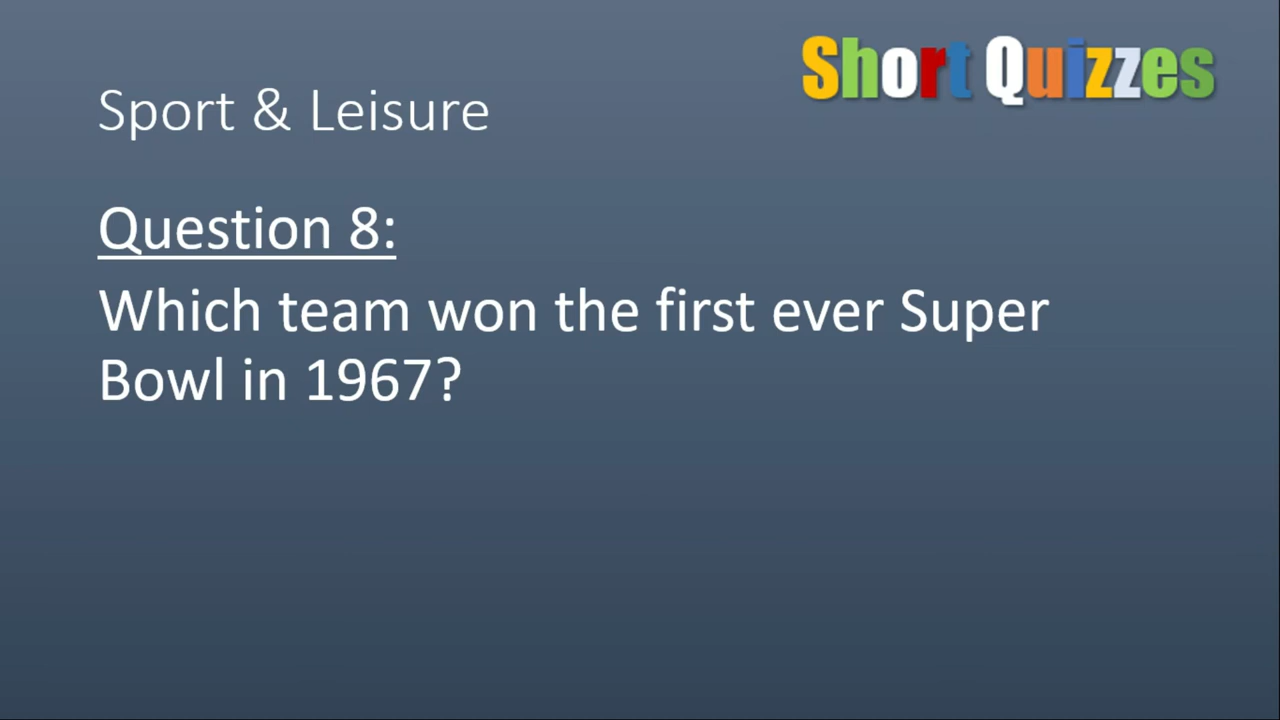 Short Quizzes
Sport & Leisure
Question 8:
Which team won the first ever Super
Bowl in 1967?